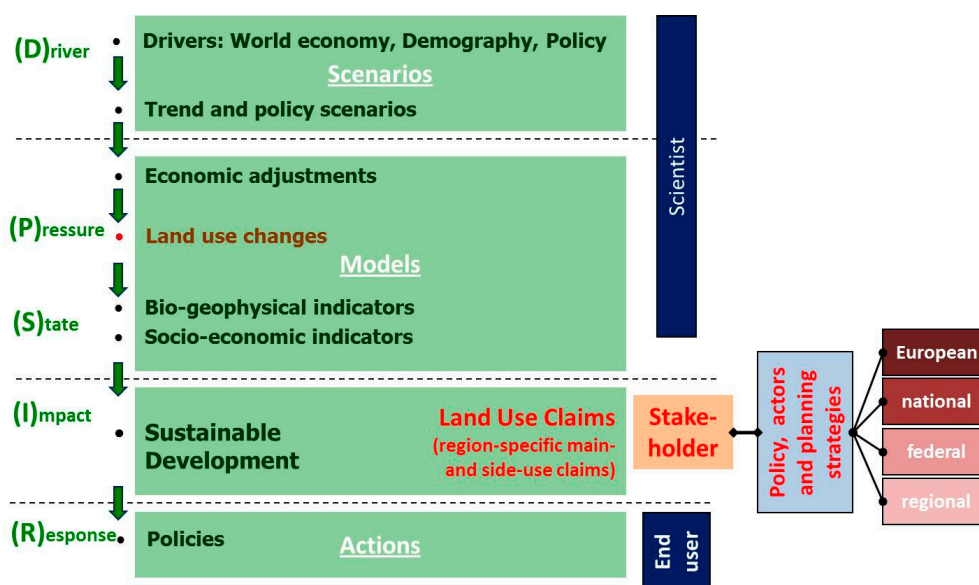 (D)river
• Drivers: World economy, Demography, Policy
Scenarios
• Trend and policy scenarios
• Economic adjustments
(P)ressure
• Land use changes
Models
• Bio-geophysical indicators
(S)tate
• Socio-economic indicators
Scientist
(I)mpact
• Sustainable
Development
Land Use Claims
(region-specific main-
and side-use claims)
Stake-
holder
Policy, actors
and planning
strategies
European
national
federal
regional
(R)esponse
• Policies
Actions
End
user